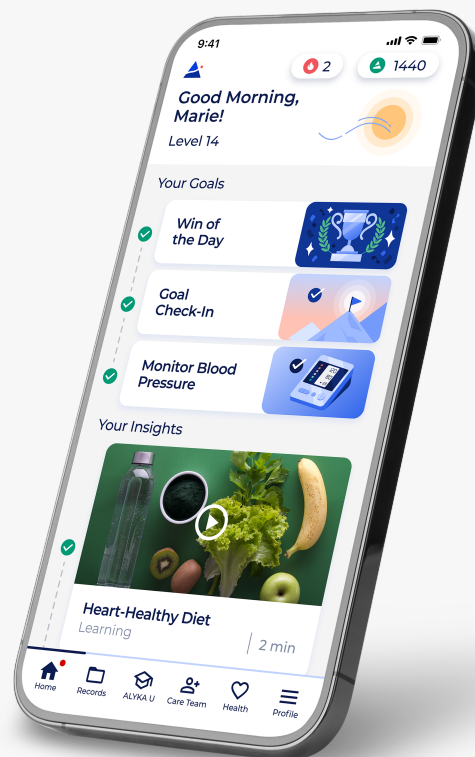 9:41
2
1440
Good Morning,
Marie!
Level 14
Your Goals
Win of
the Day
Goal
Check-In
Monitor Blood
Pressure
Your Insights
Heart-Healthy Diet
Learning
2 min
Home
Records
ALYKA U
Care Team
Health
Profile